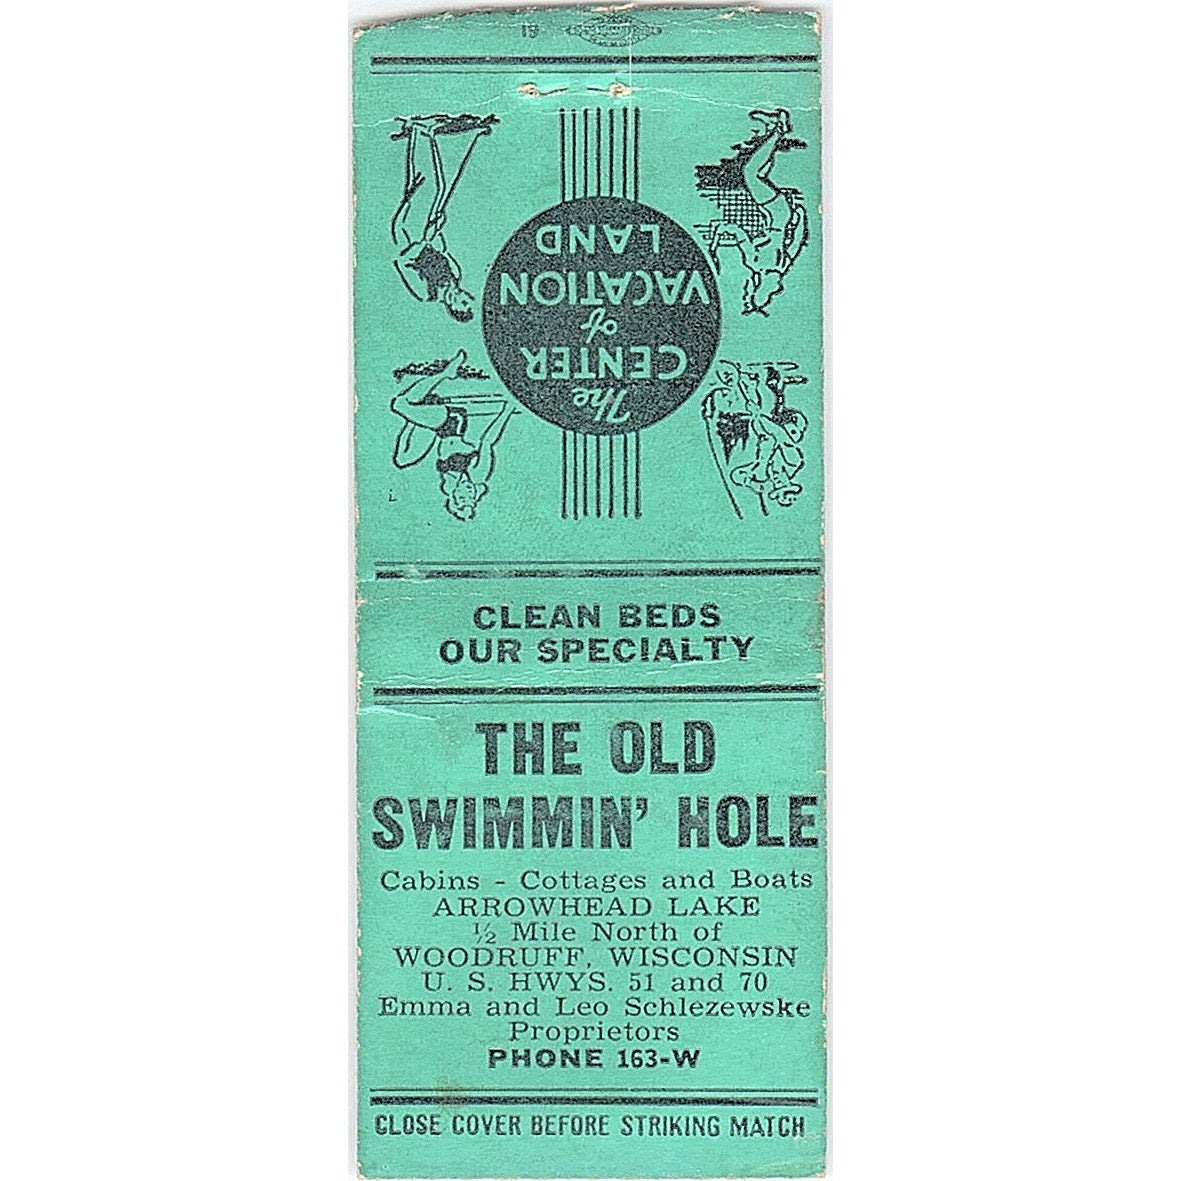 19
The
CENTER
of
VACATION
LAND
L
CLEAN BEDS
OUR SPECIALTY
THE OLD
SWIMMIN' HOLE
Cabins - Cottages and Boats
ARROWHEAD LAKE
½ Mile North of
WOODRUFF, WISCONSIN
U. S. HWYS. 51 and 70
Emma and Leo Schlezewske
Proprietors
PHONE 163-W
CLOSE COVER BEFORE STRIKING MATCH